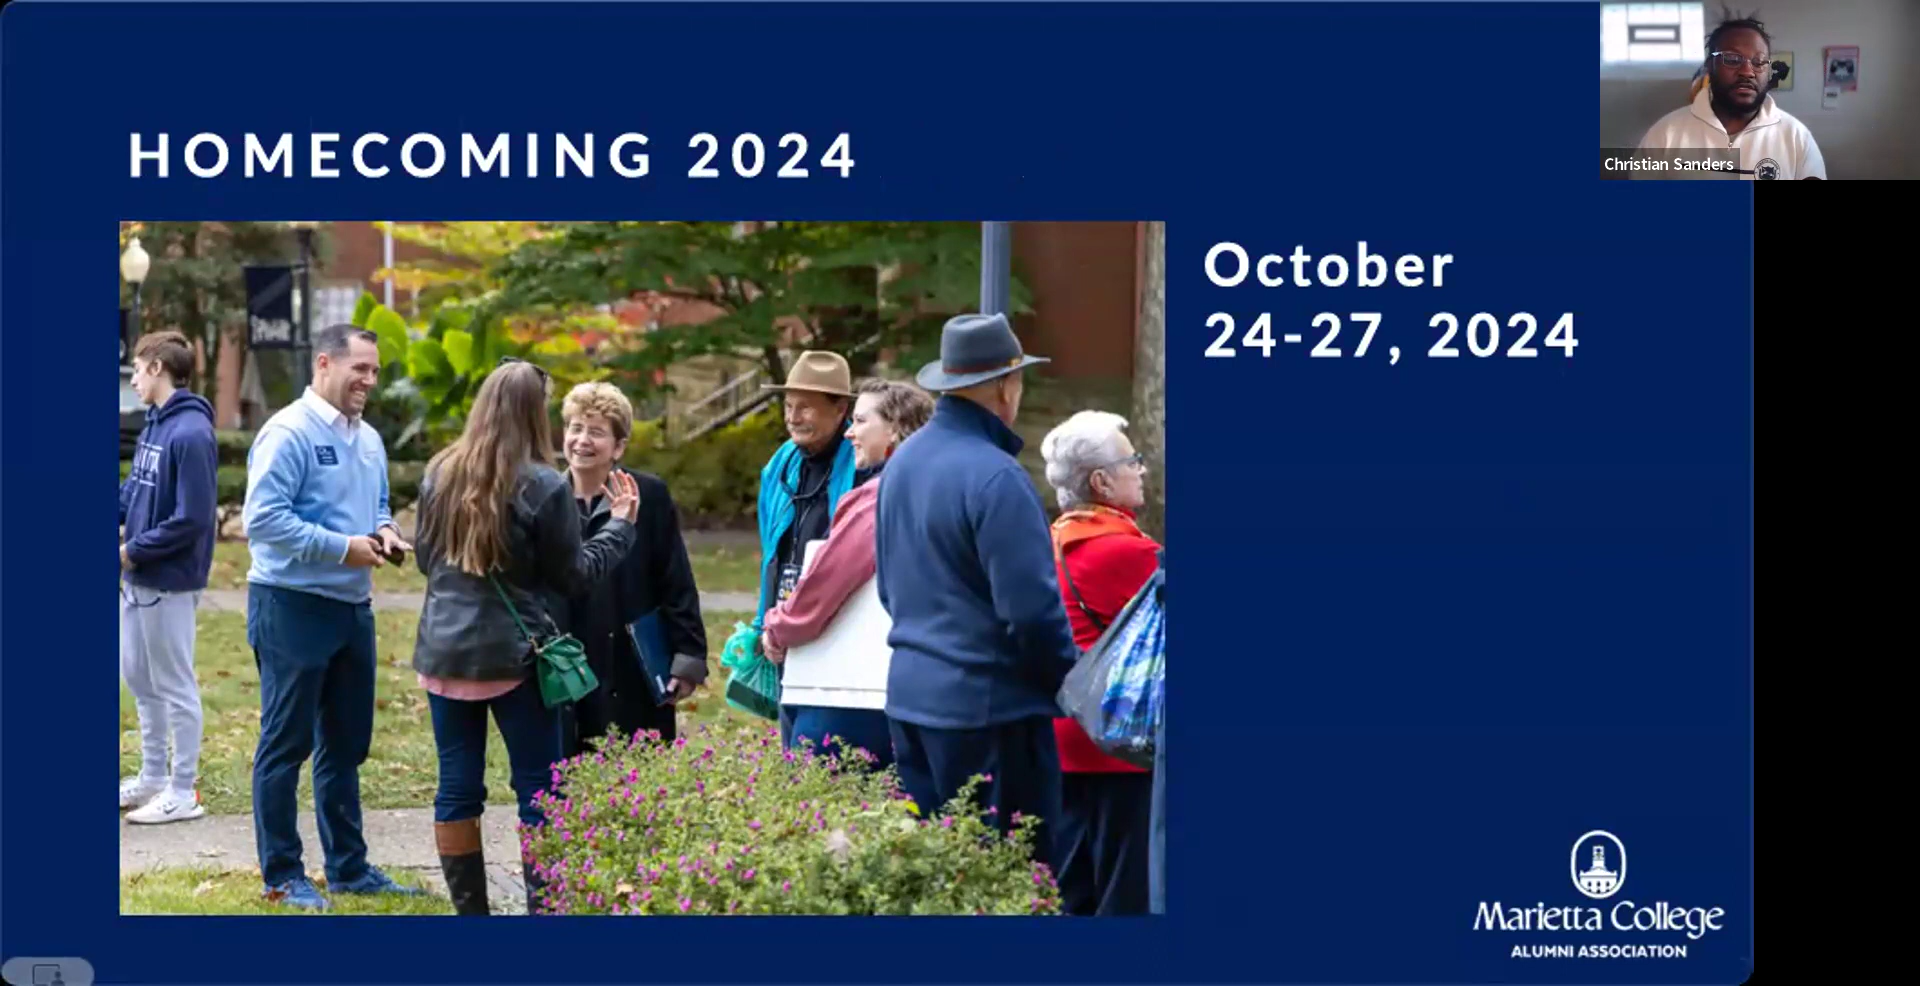 HOMECOMING 2024
Christian Sanders
October
24-27, 2024
Marietta College
ALUMNI ASSOCIATION